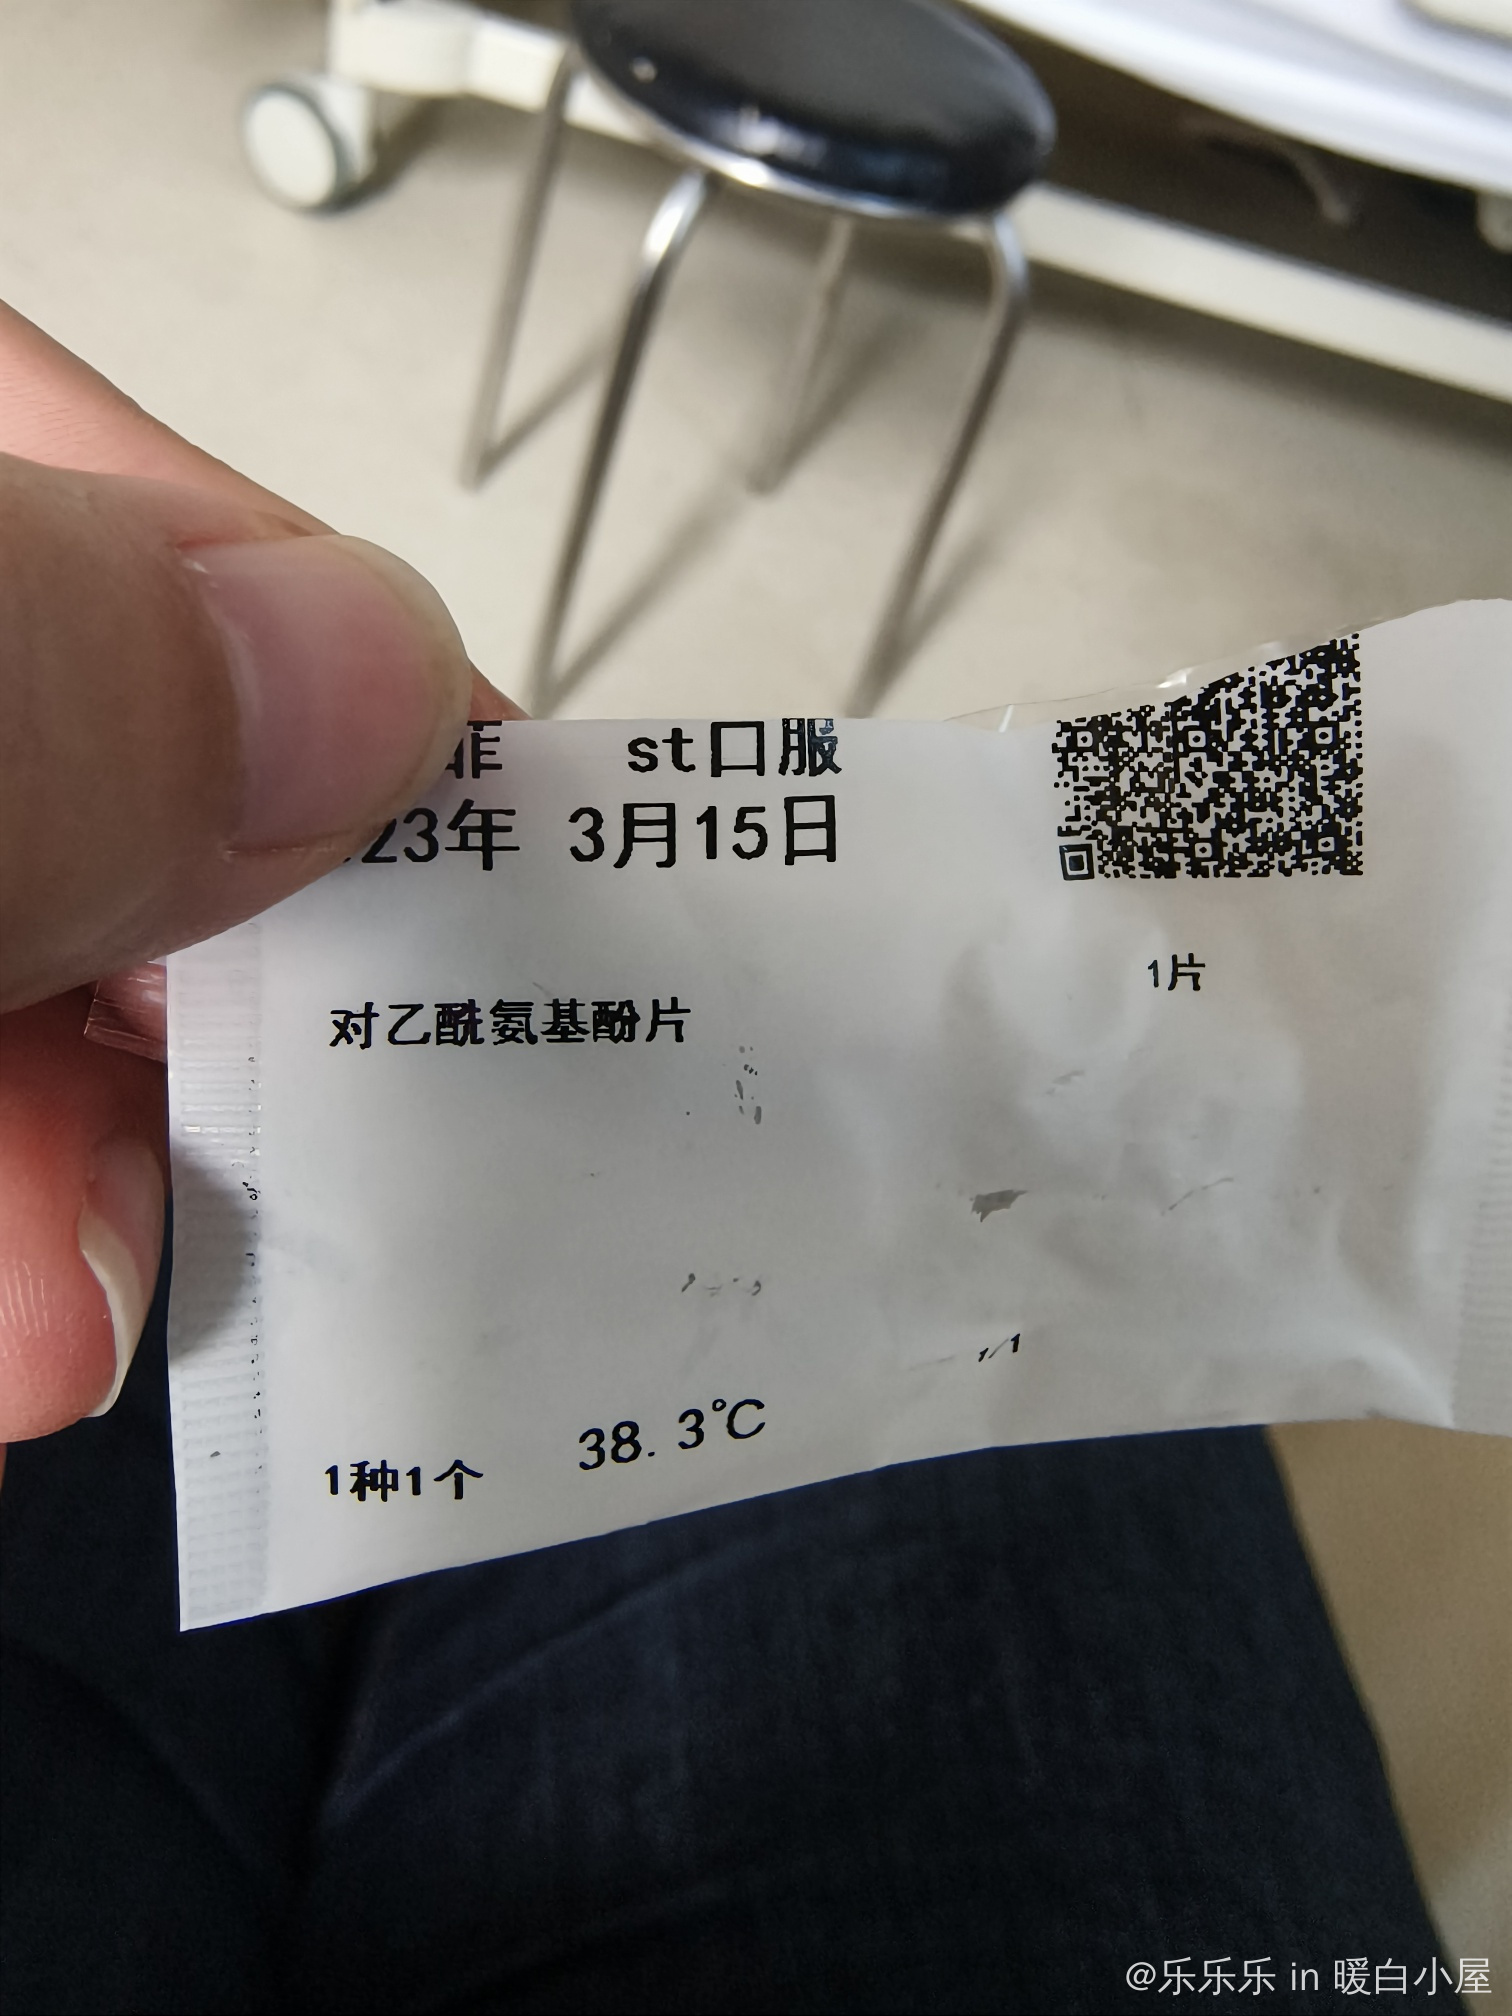 菲 st口服
23年 3月15日
1片
对乙酰氨基酚片
1/1
1种1个 38.3℃
@乐乐乐 in 暖白小屋